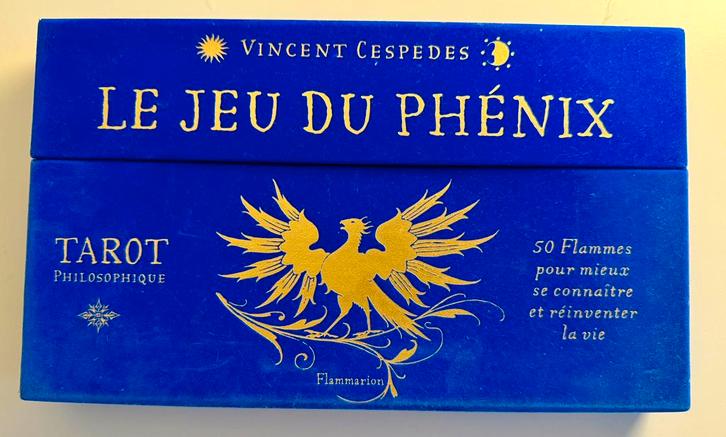 VINCENT CESPEDES
LE JEU DU PHÉNIX
TAROT
PHILOSOPHIQUE
50 Flammes
pour mieux
se connaître
et réinventer
la vie
Flammarion